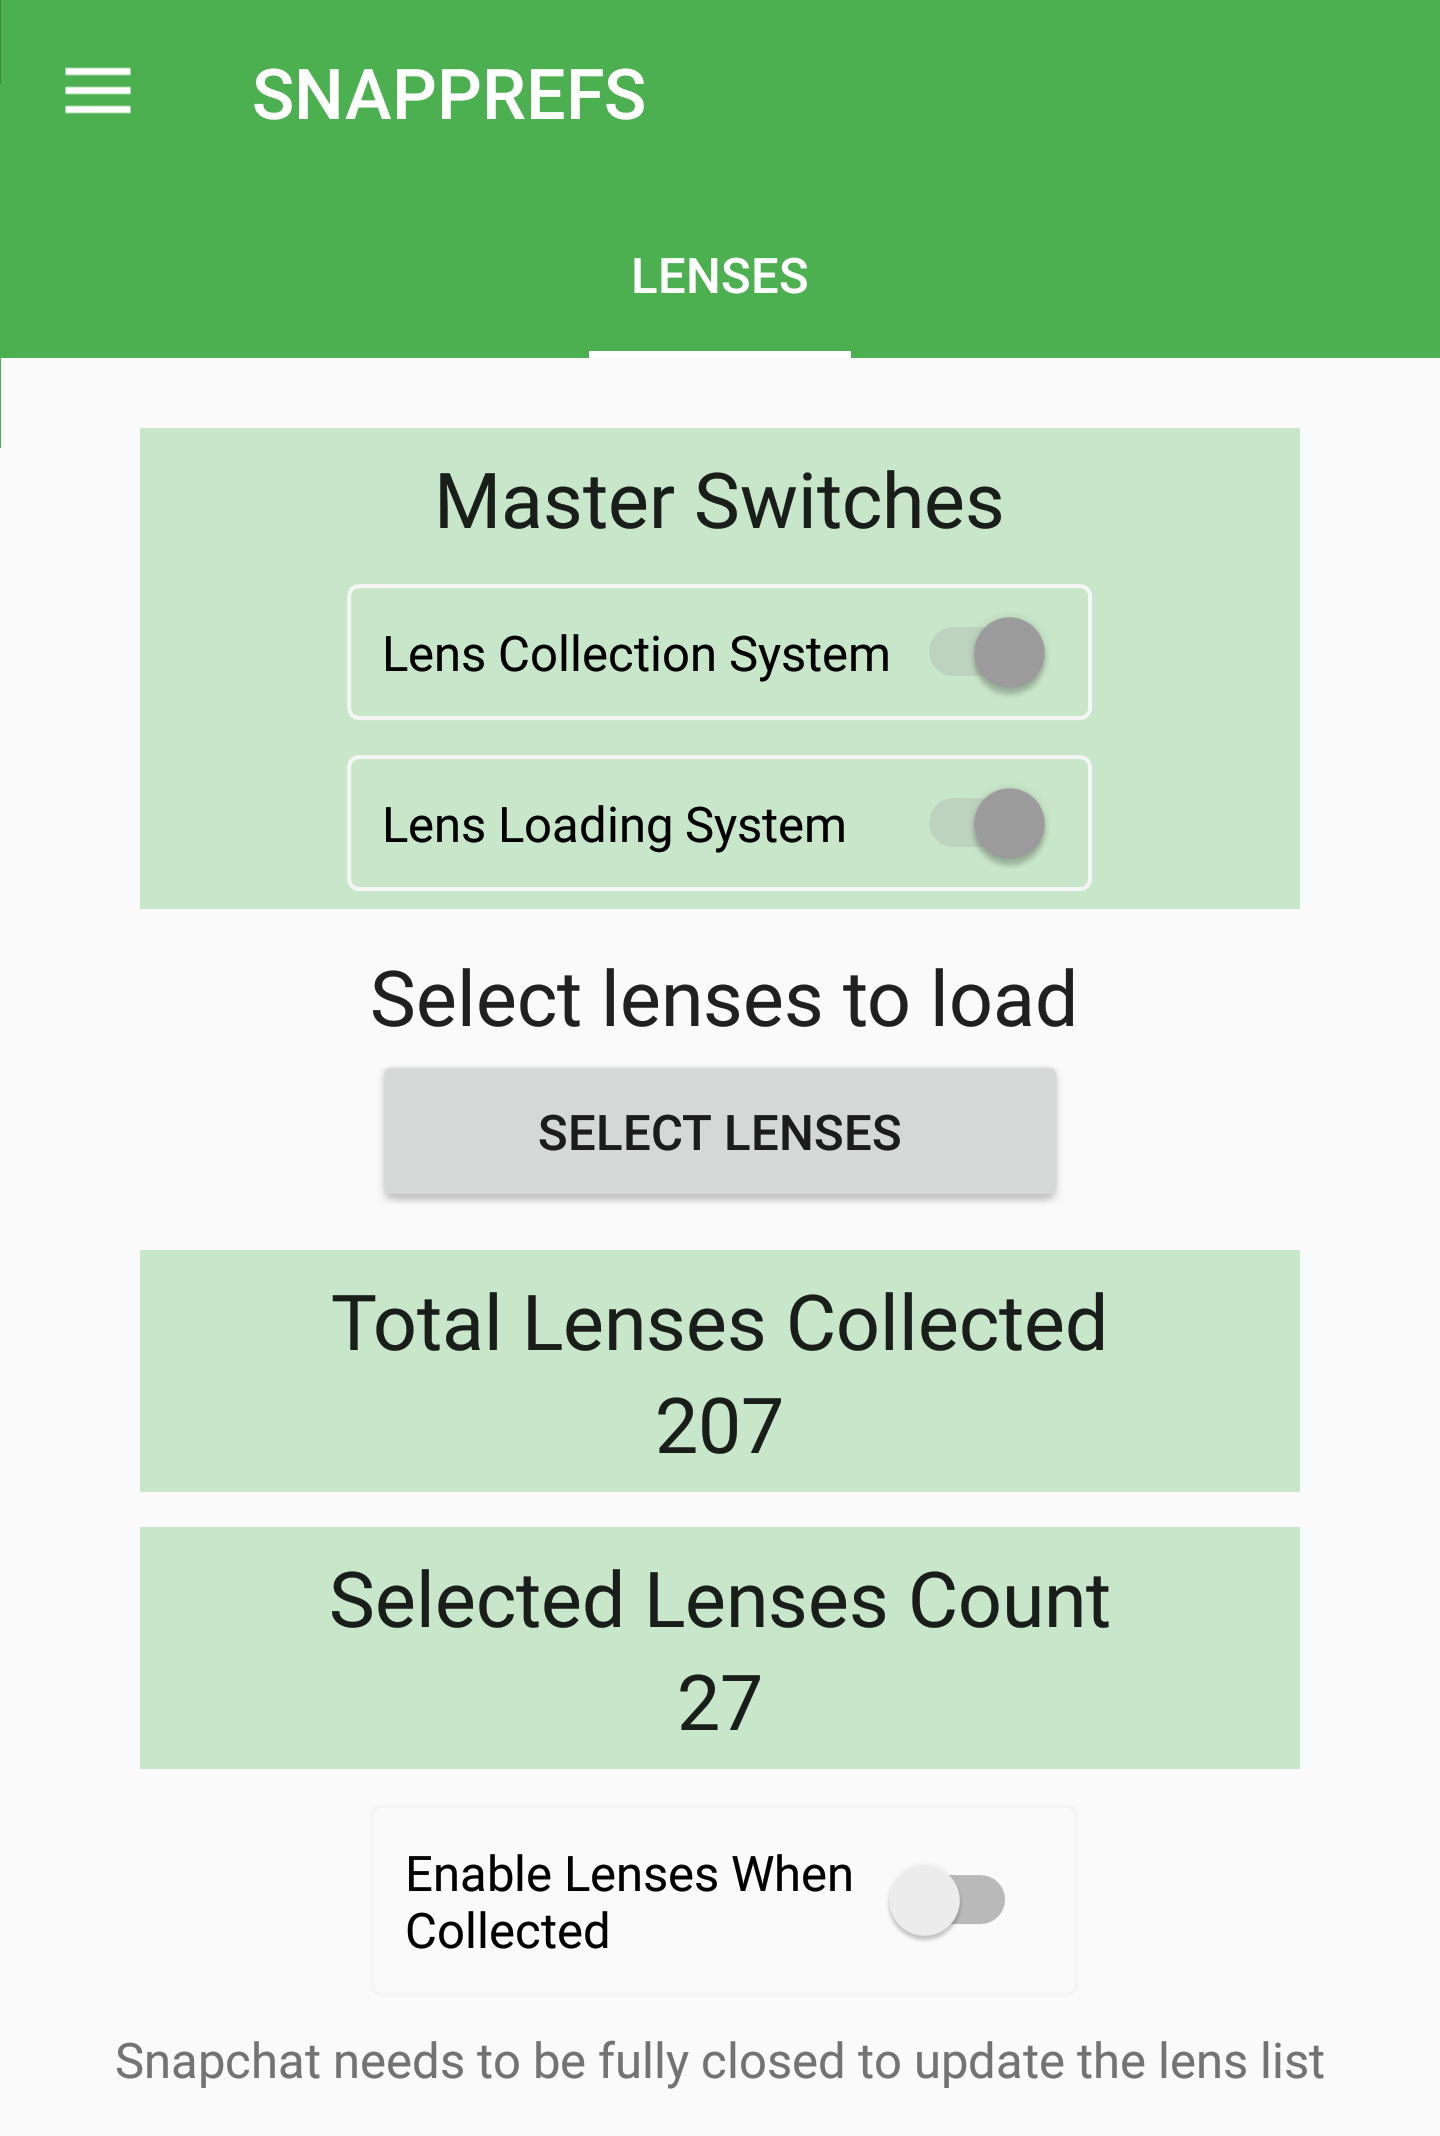 SNAPPREFS
LENSES
Master Switches
Lens Collection System
Lens Loading System
Select lenses to load
SELECT LENSES
Total Lenses Collected
207
Selected Lenses Count
27
Enable Lenses When
Collected
Snapchat needs to be fully closed to update the lens list